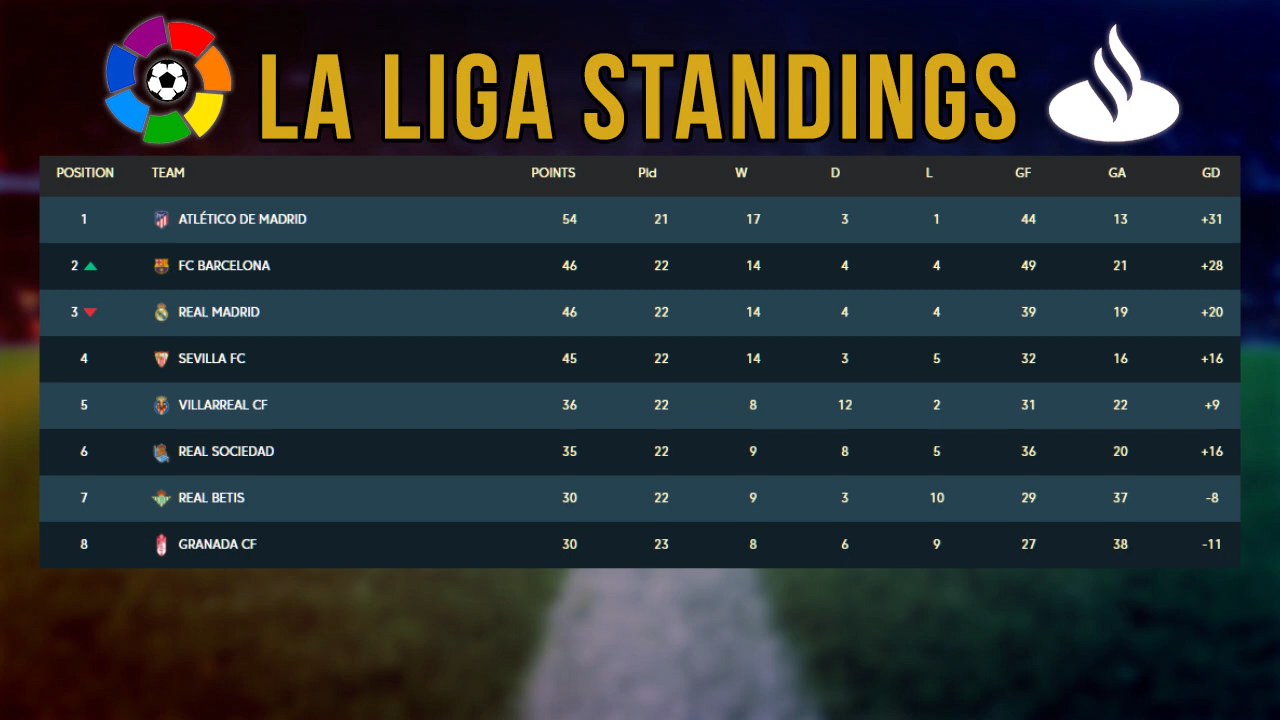 LA LIGA STANDINGS
POSITION TEAM POINTS Pld W D L GF GA GD
1 ATLÉTICO DE MADRID 54 21 17 3 1 44 13 +31
2 FC BARCELONA 46 22 14 4 4 49 21 +28
3 REAL MADRID 46 22 14 4 4 39 19 +20
4 SEVILLA FC 45 22 14 3 5 32 16 +16
5 VILLARREAL CF 36 22 8 12 2 31 22 +9
6 REAL SOCIEDAD 35 22 9 8 5 36 20 +16
7 REAL BETIS 30 22 9 3 10 29 37 -8
8 GRANADA CF 30 23 8 6 9 27 38 -11